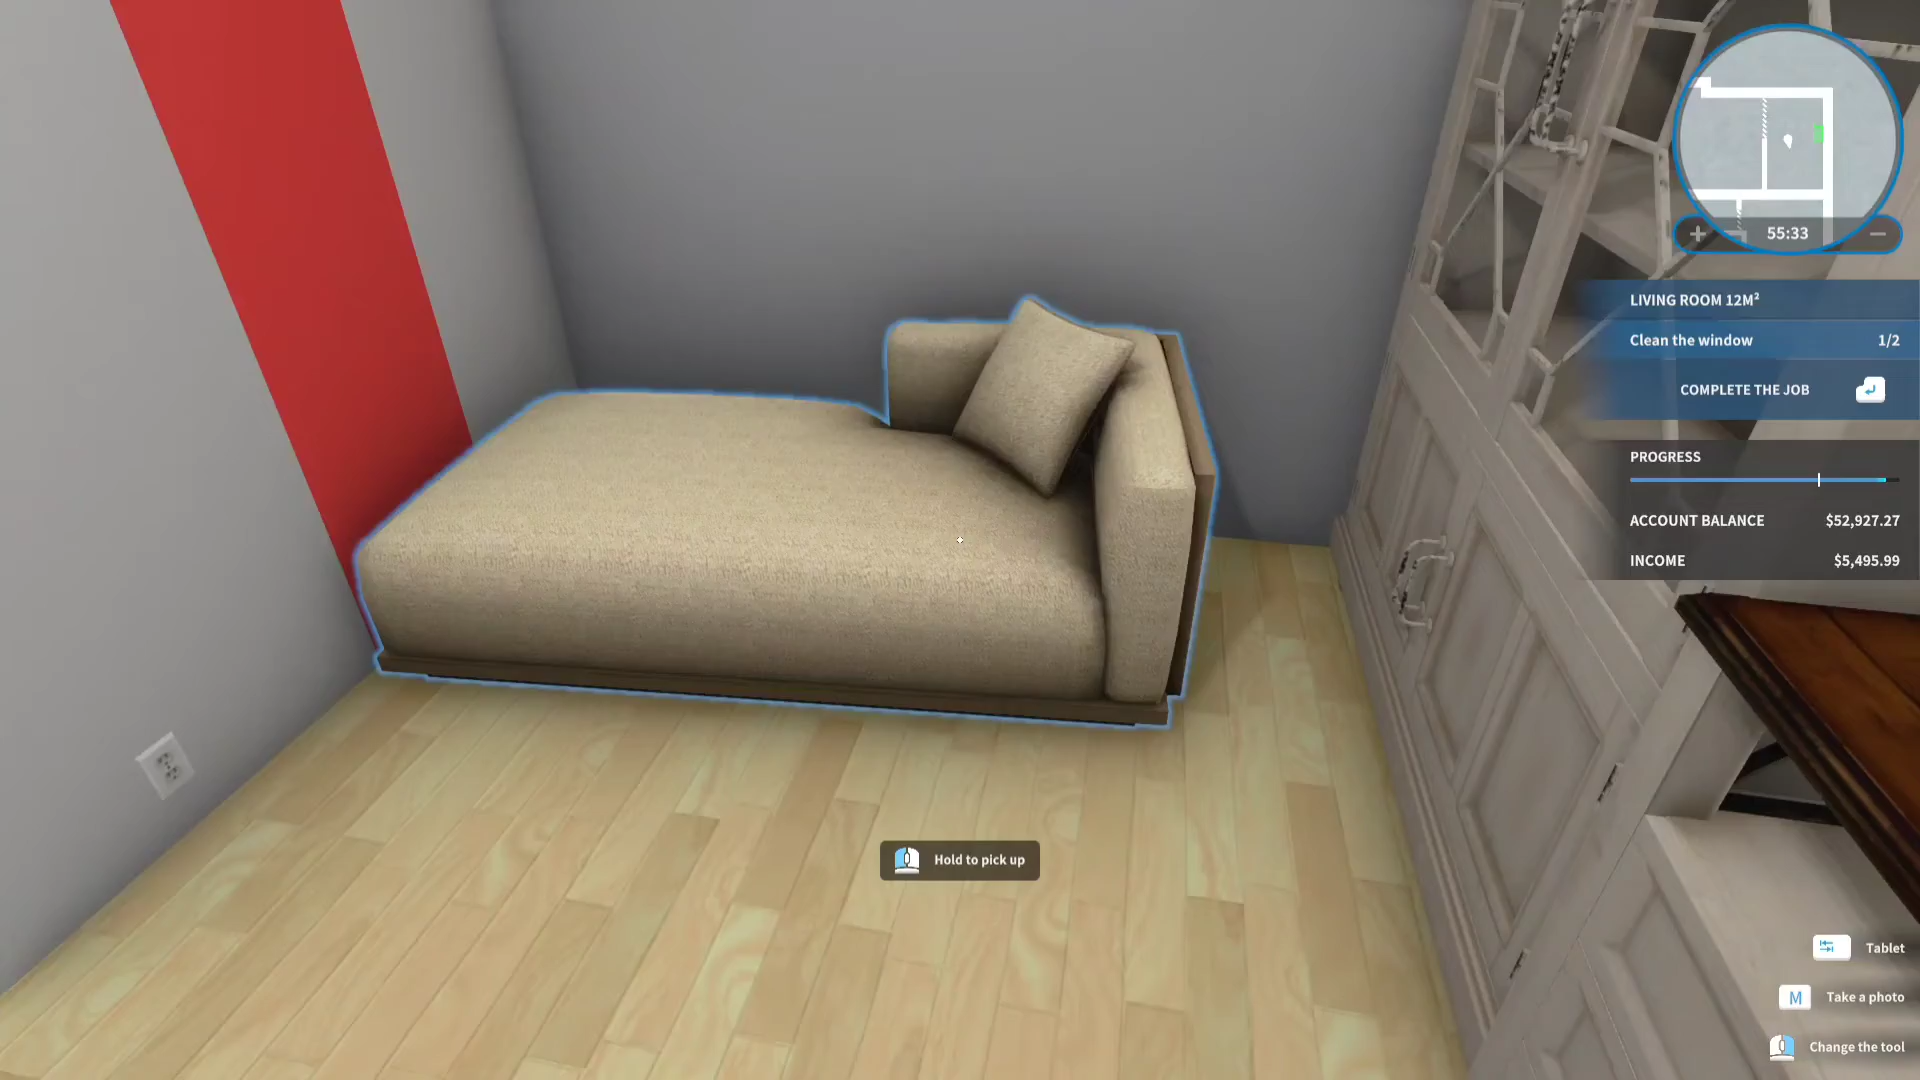 55:33
LIVING ROOM 12M²
Clean the window 1/2
COMPLETE THE JOB
PROGRESS
ACCOUNT BALANCE $52,927.27
INCOME $5,495.99
Hold to pick up
Tablet
M Take a photo
Change the tool